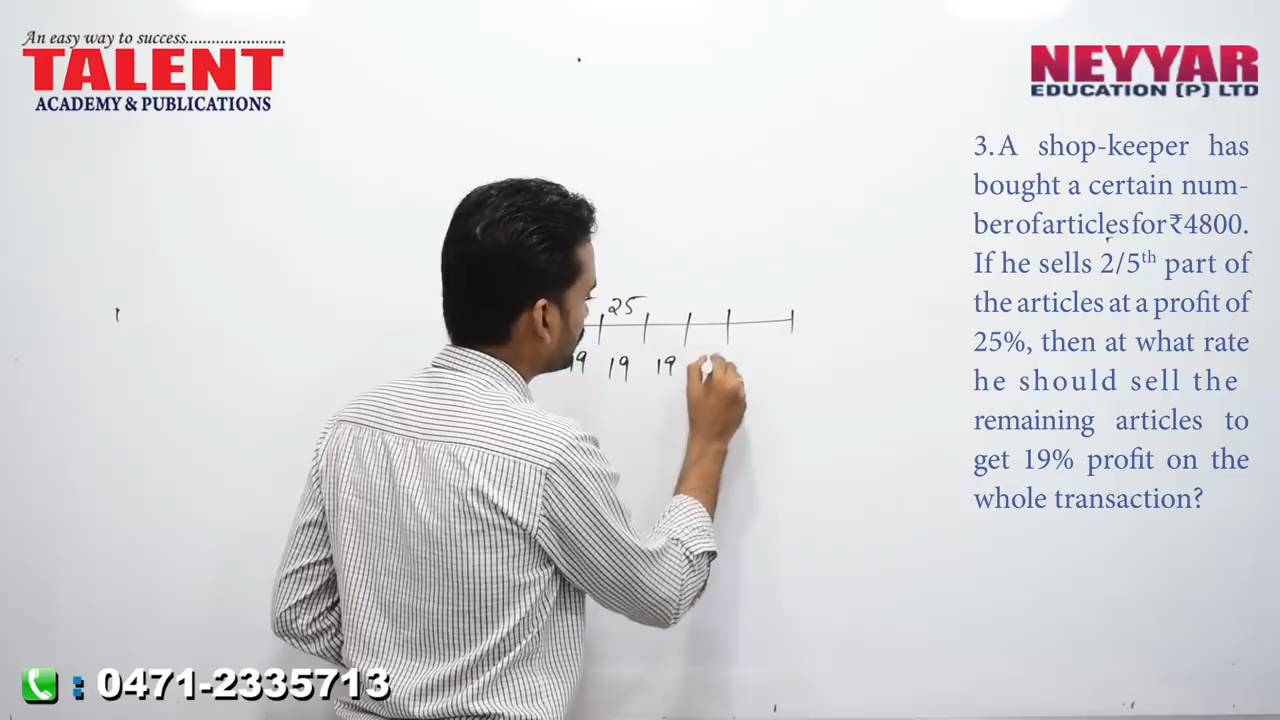 An easy way to success.......................
TALENT
ACADEMY & PUBLICATIONS
NEYYAR
EDUCATION (P) LTD
3. A shop-keeper has
bought a certain num-
ber of articles for ₹4800.
If he sells 2/5th part of
the articles at a profit of
25%, then at what rate
he should sell the
remaining articles to
get 19% profit on the
whole transaction?
25
19 19 19
: 0471-2335713